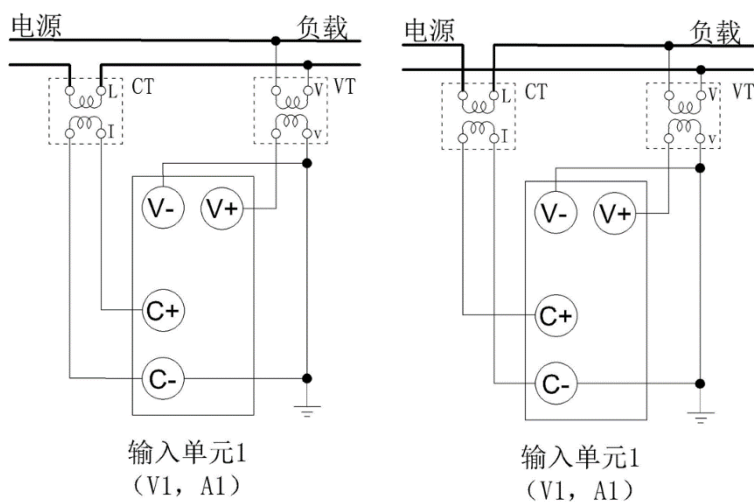 电源 负载
L CT V VT
I v
V- V+
C+
C-
输入单元1
（V1, A1）
电源 负载
L CT V VT
I v
V- V+
C+
C-
输入单元1
（V1, A1）